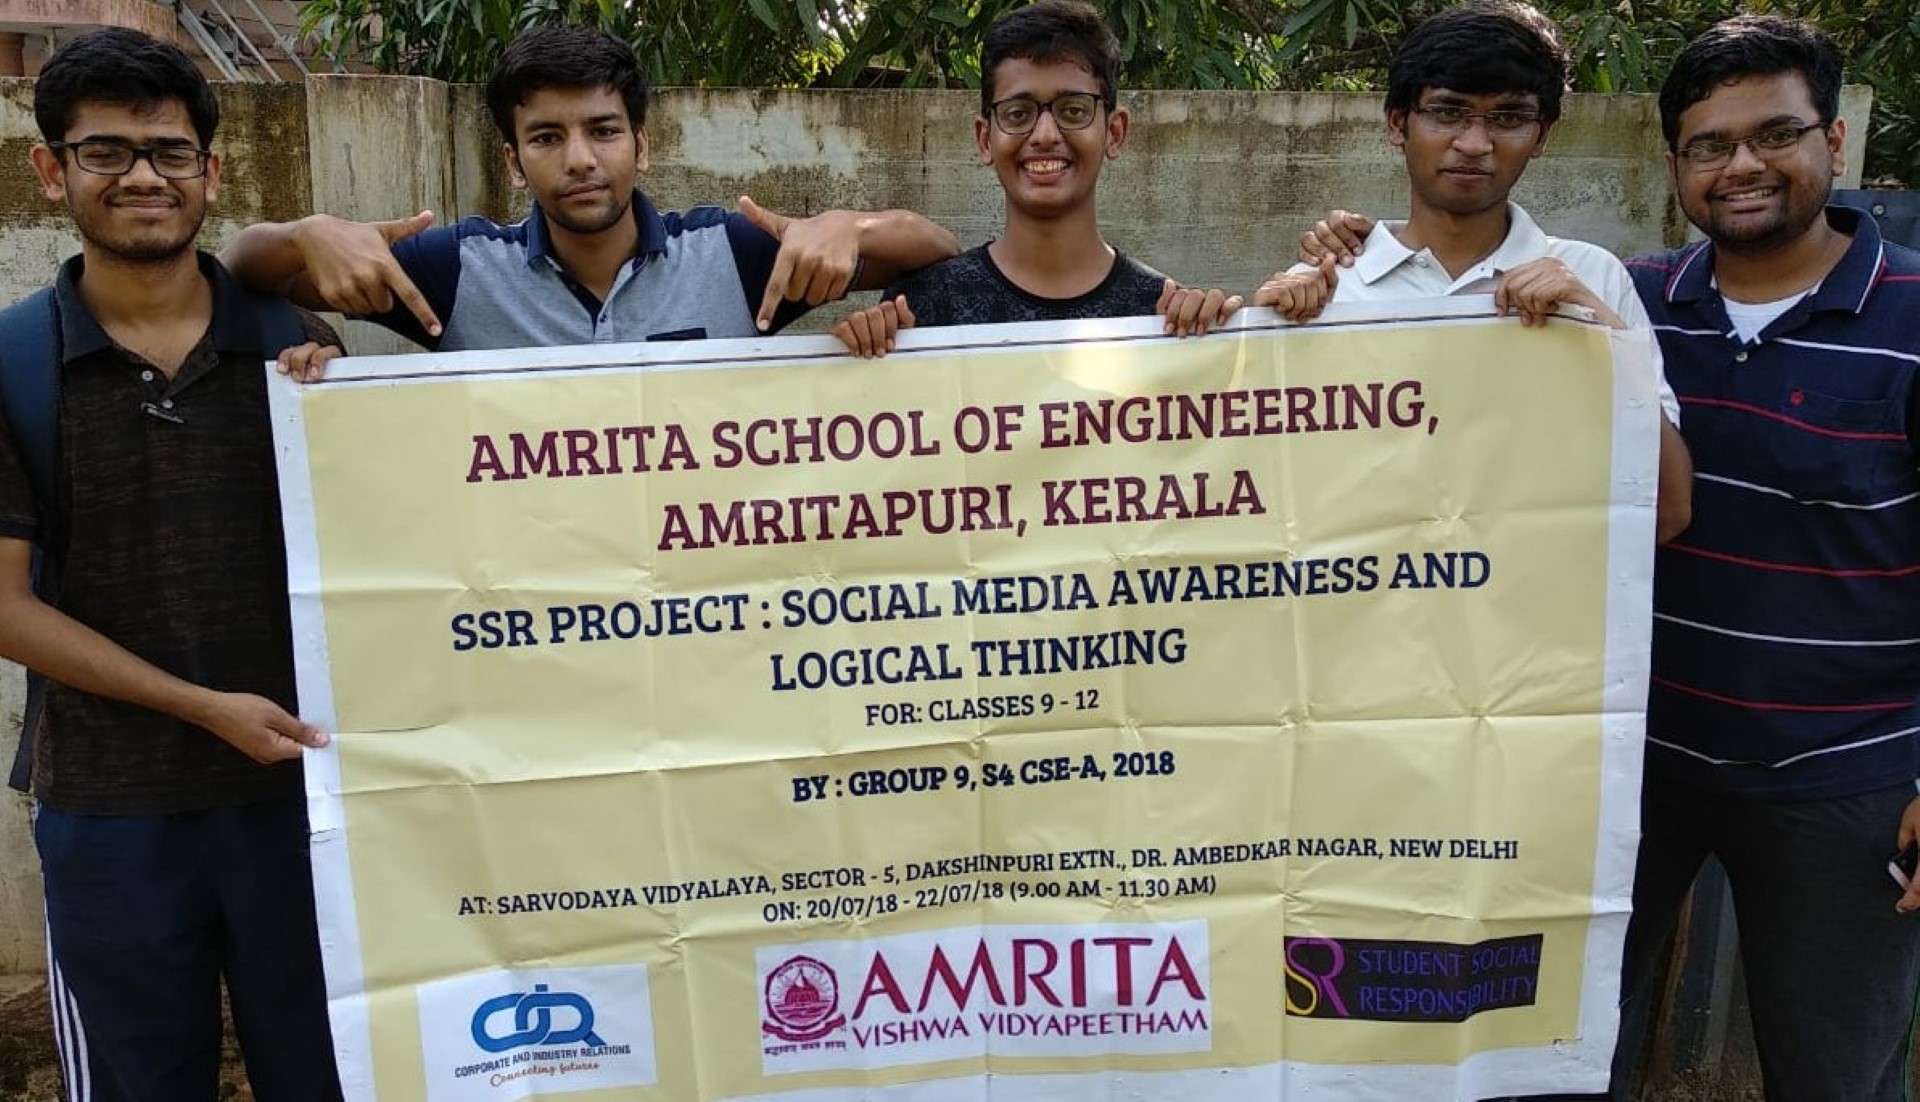 AMRITA SCHOOL OF ENGINEERING,
AMRITAPURI, KERALA
SSR PROJECT : SOCIAL MEDIA AWARENESS AND
LOGICAL THINKING
FOR: CLASSES 9 - 12
BY : GROUP 9, S4 CSE-A, 2018
AT: SARVODAYA VIDYALAYA, SECTOR - 5, DAKSHINPURI EXTN., DR. AMBEDKAR NAGAR, NEW DELHI
ON: 20/07/18 - 22/07/18 (9.00 AM - 11.30 AM)
CIR
CORPORATE AND INDUSTRY RELATIONS
Connecting futures
AMRITA
VISHWA VIDYAPEETHAM
SSR
STUDENT SOCIAL
RESPONSIBILITY